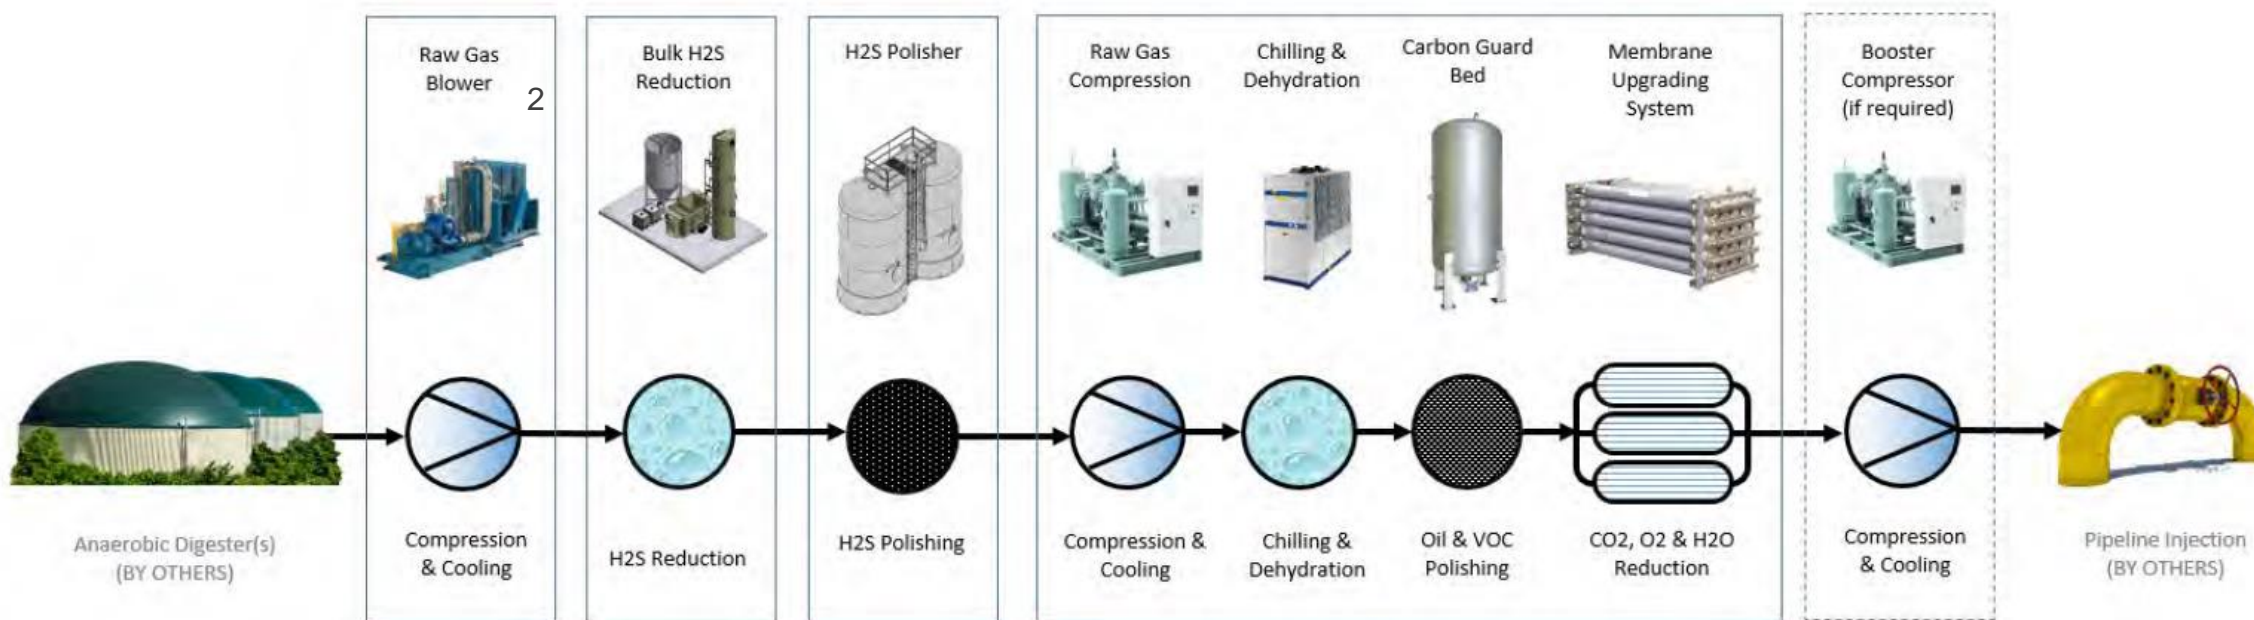 Raw Gas
Blower
2
Bulk H2S
Reduction
H2S Polisher
Raw Gas
Compression
Chilling &
Dehydration
Carbon Guard
Bed
Membrane
Upgrading
System
Booster
Compressor
(if required)
Anaerobic Digester(s)
(BY OTHERS)
Compression
& Cooling
H2S Reduction
H2S Polishing
Compression &
Cooling
Chilling &
Dehydration
Oil & VOC
Polishing
CO2, O2 & H2O
Reduction
Compression
& Cooling
Pipeline Injection
(BY OTHERS)